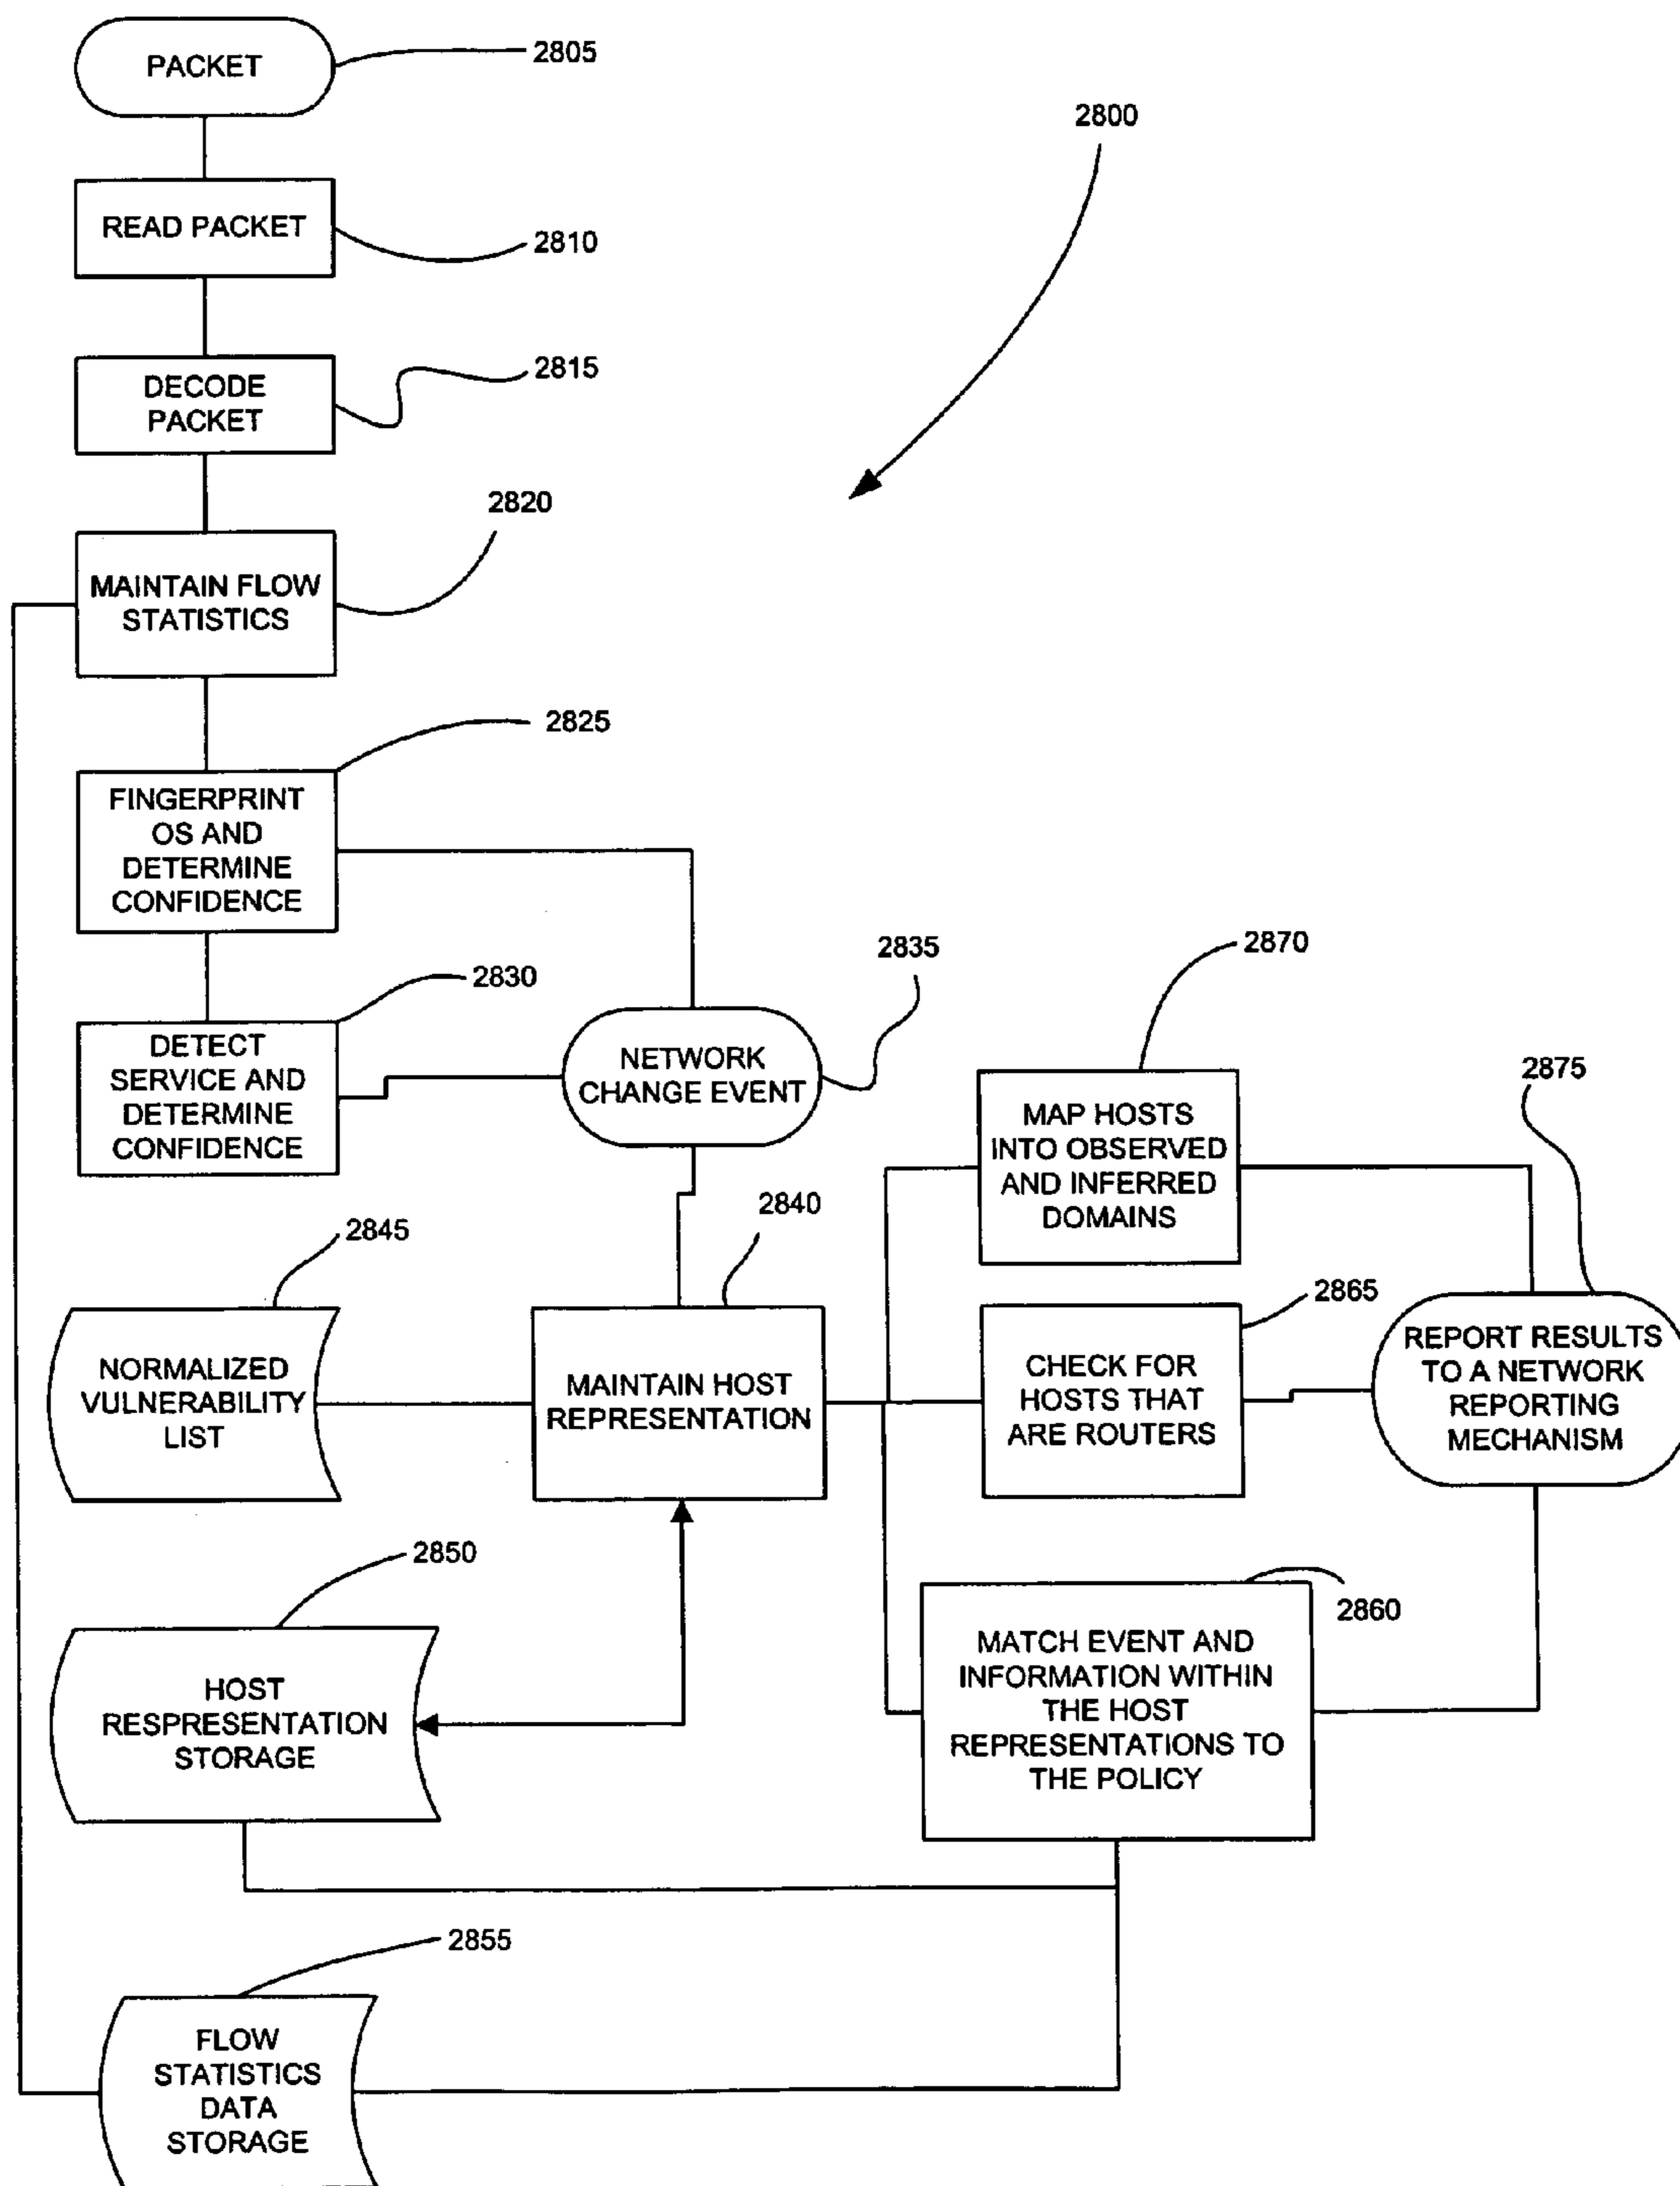 PACKET
2805
2800
READ PACKET
2810
DECODE
PACKET
2815
2820
MAINTAIN FLOW
STATISTICS
2825
FINGERPRINT
OS AND
DETERMINE
CONFIDENCE
2830
DETECT
SERVICE AND
DETERMINE
CONFIDENCE
2835
NETWORK
CHANGE EVENT
2870
MAP HOSTS
INTO OBSERVED
AND INFERRED
DOMAINS
2875
REPORT RESULTS
TO A NETWORK
REPORTING
MECHANISM
2845
NORMALIZED
VULNERABILITY
LIST
2840
MAINTAIN HOST
REPRESENTATION
2865
CHECK FOR
HOSTS THAT
ARE ROUTERS
2850
HOST
RESPRESENTATION
STORAGE
2860
MATCH EVENT AND
INFORMATION WITHIN
THE HOST
REPRESENTATIONS TO
THE POLICY
2855
FLOW
STATISTICS
DATA
STORAGE